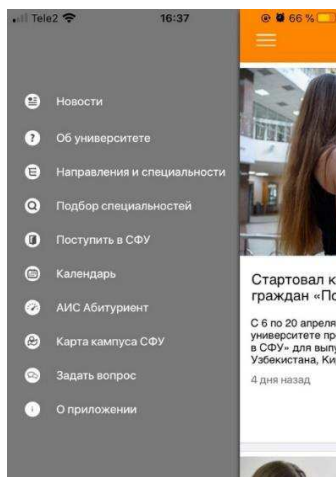 Tele2
16:37
66 %
Новости
Об университете
Направления и специальности
Подбор специальностей
Поступить в СФУ
Календарь
АИС Абитуриент
Карта кампуса СФУ
Задать вопрос
О приложении
Стартовал к
граждан «По
С 6 по 20 апреля
университете пр
в СФУ» для выпу
Узбекистана, Ки
4 дня назад